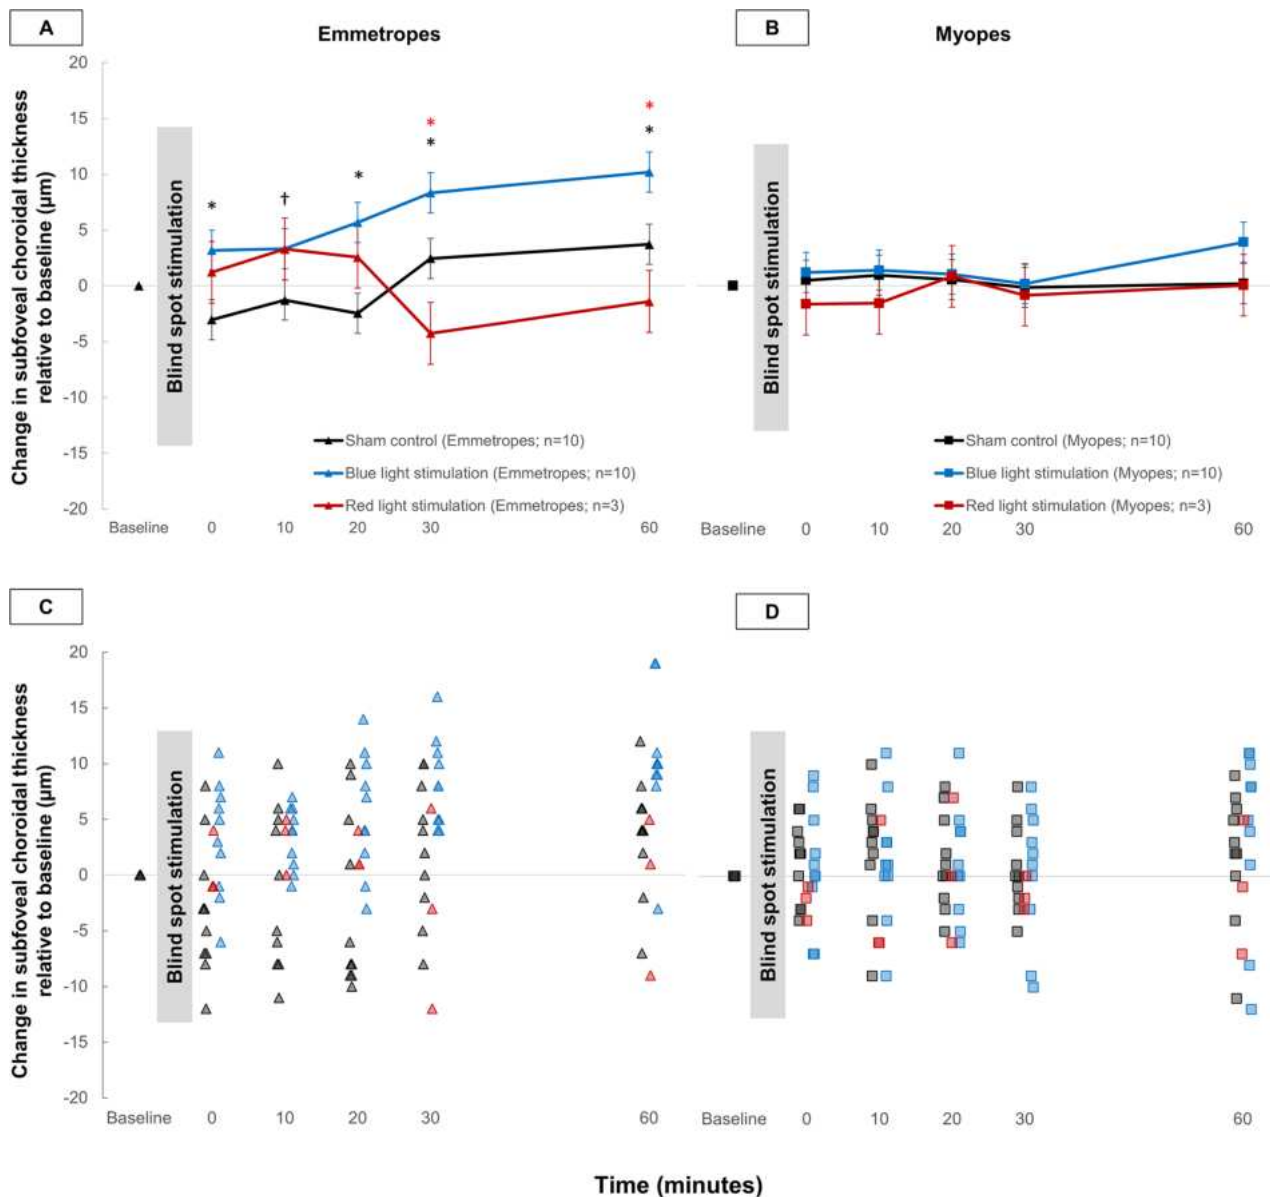 A
Emmetropes
B
Myopes
Change in subfoveal choroidal thickness
relative to baseline (μm)
20
15
10
5
0
-5
-10
-15
-20
Blind spot stimulation
*
†
*
*
*
*
*
Sham control (Emmetropes; n=10)
Blue light stimulation (Emmetropes; n=10)
Red light stimulation (Emmetropes; n=3)
Baseline 0 10 20 30 60
Blind spot stimulation
Sham control (Myopes; n=10)
Blue light stimulation (Myopes; n=10)
Red light stimulation (Myopes; n=3)
Baseline 0 10 20 30 60
C
D
Change in subfoveal choroidal thickness
relative to baseline (μm)
20
15
10
5
0
-5
-10
-15
-20
Blind spot stimulation
Baseline 0 10 20 30 60
Blind spot stimulation
Baseline 0 10 20 30 60
Time (minutes)